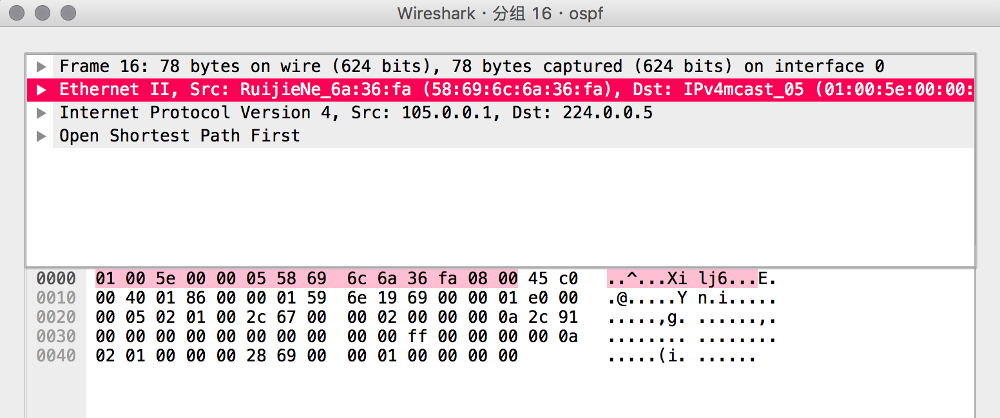 Wireshark · 分组 16 · ospf
Frame 16: 78 bytes on wire (624 bits), 78 bytes captured (624 bits) on interface 0
Ethernet II, Src: RuijieNe_6a:36:fa (58:69:6c:6a:36:fa), Dst: IPv4mcast_05 (01:00:5e:00:00:
Internet Protocol Version 4, Src: 105.0.0.1, Dst: 224.0.0.5
Open Shortest Path First
0000 01 00 5e 00 00 05 58 69 6c 6a 36 fa 08 00 45 c0 ..^...Xi lj6...E.
0010 00 40 01 86 00 00 01 59 6e 19 69 00 00 01 e0 00 .@.....Y n.i.....
0020 00 05 02 01 00 2c 67 00 00 02 00 00 00 0a 2c 91 .....,g. ......,.
0030 00 00 00 00 00 00 00 00 00 00 ff 00 00 00 00 0a ........ ........
0040 02 01 00 00 00 28 69 00 00 01 00 00 00 00 .....(i. ......